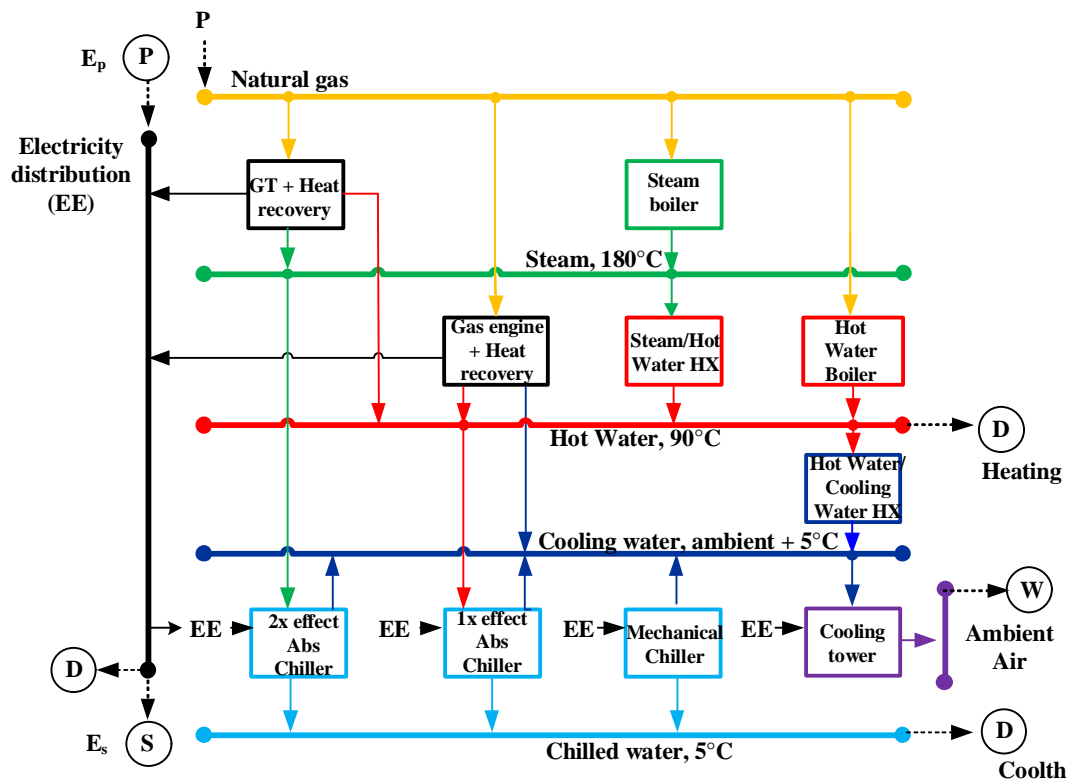 P
E_p
P
Natural gas
Electricity
distribution
(EE)
GT + Heat
recovery
Steam
boiler
Steam, 180°C
Gas engine
+ Heat
recovery
Steam/Hot
Water HX
Hot
Water
Boiler
Hot Water, 90°C
D
Heating
Hot Water/
Cooling
Water HX
Cooling water, ambient + 5°C
W
Ambient
Air
EE
2x effect
Abs
Chiller
EE
1x effect
Abs
Chiller
EE
Mechanical
Chiller
EE
Cooling
tower
D
E_s
S
Chilled water, 5°C
D
Coolth